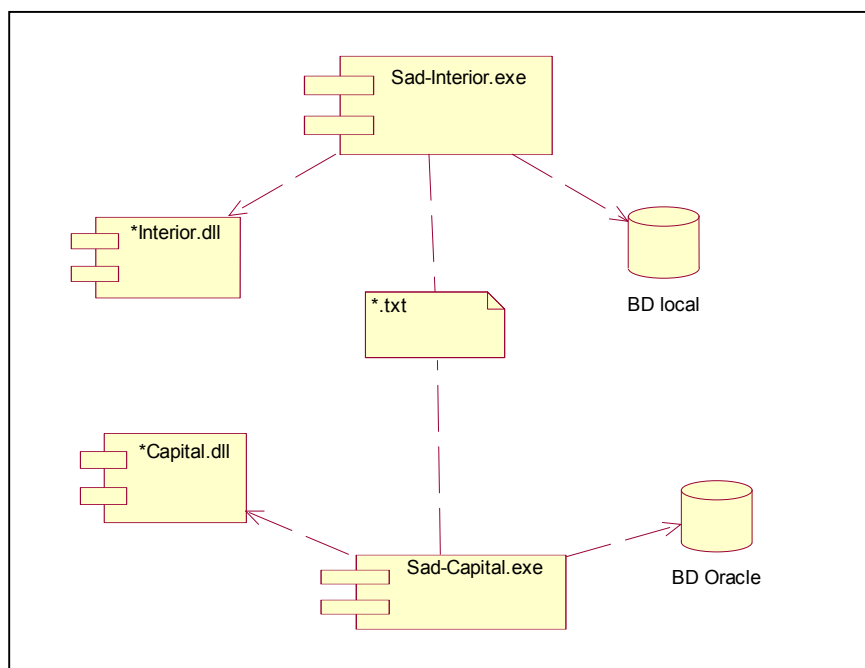 Sad-Interior.exe
*Interior.dll
BD local
*.txt
*Capital.dll
Sad-Capital.exe
BD Oracle